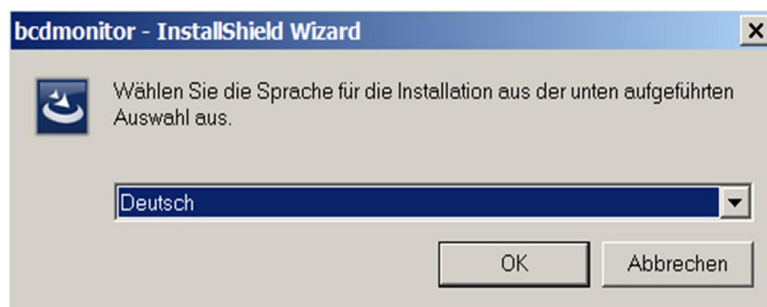 bcdmonitor - InstallShield Wizard
Wählen Sie die Sprache für die Installation aus der unten aufgeführten
Auswahl aus.
Deutsch
OK
Abbrechen